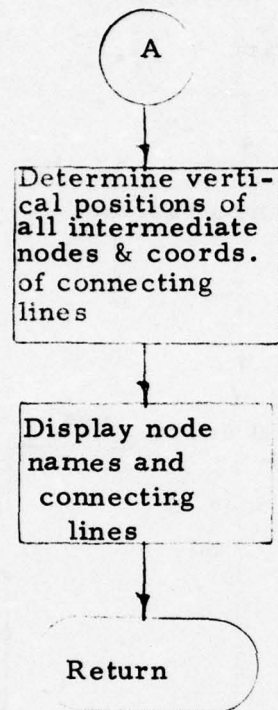 A
Determine verti-
cal positions of
all intermediate
nodes & coords.
of connecting
lines
Display node
names and
connecting
lines
Return